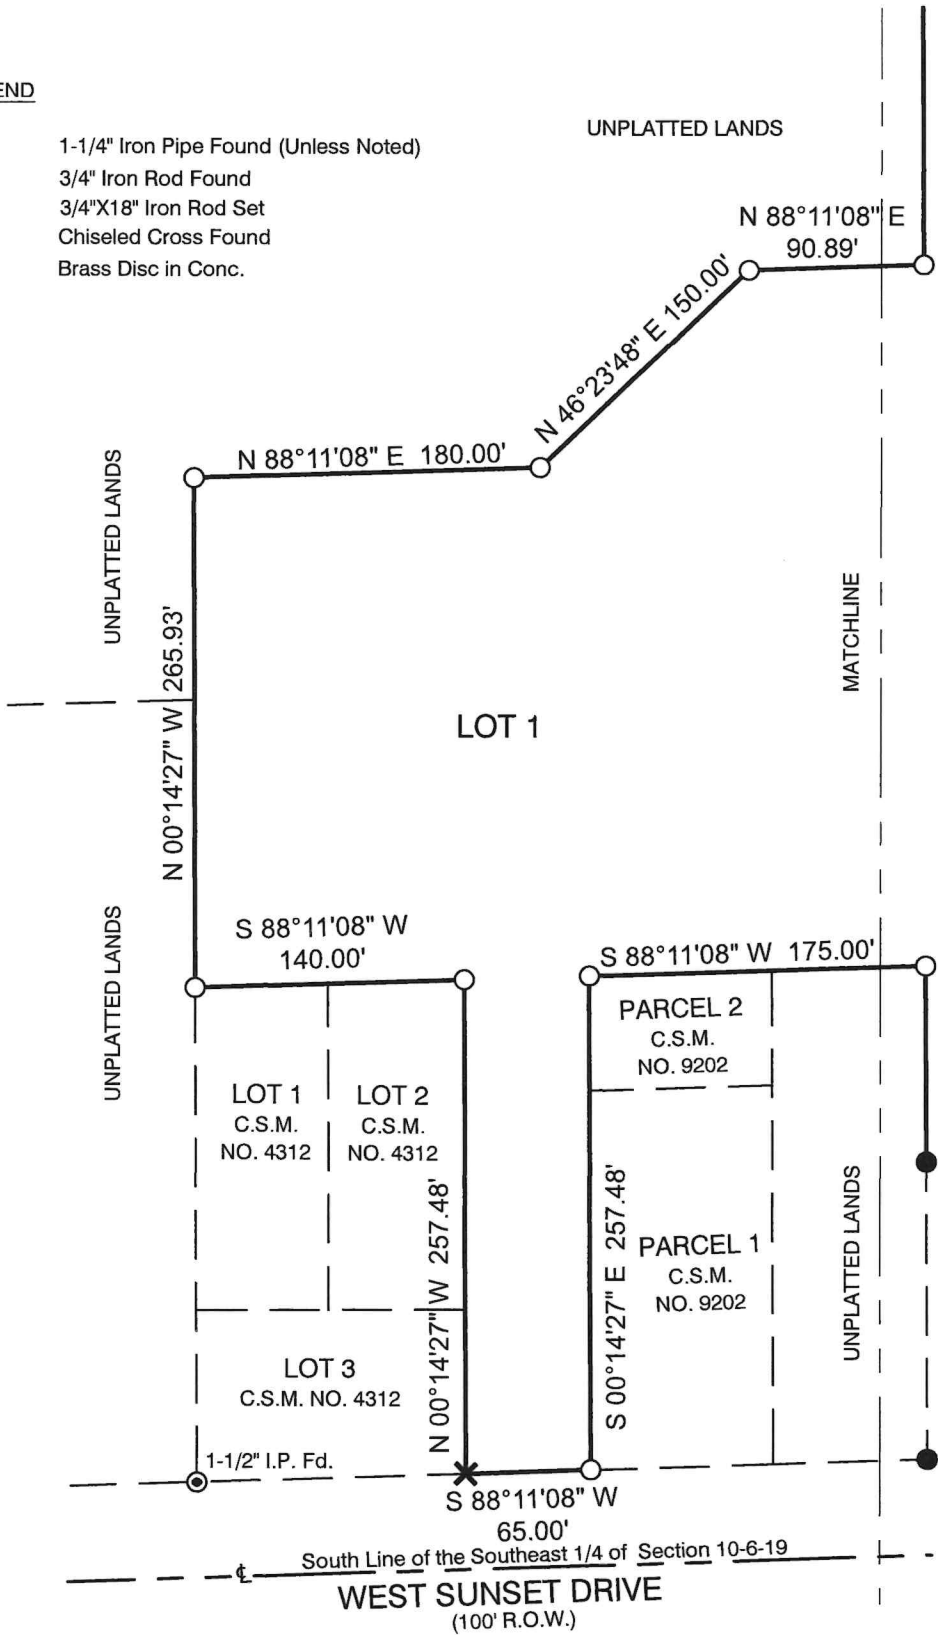 END
1-1/4" Iron Pipe Found (Unless Noted)
3/4" Iron Rod Found
3/4"X18" Iron Rod Set
Chiseled Cross Found
Brass Disc in Conc.
UNPLATTED LANDS
N 88°11'08" E
90.89'
N 46°23'48" E 150.00'
N 88°11'08" E 180.00'
UNPLATTED LANDS
N 00°14'27" W 265.93'
MATCHLINE
LOT 1
UNPLATTED LANDS
S 88°11'08" W
140.00'
S 88°11'08" W 175.00'
PARCEL 2
C.S.M.
NO. 9202
LOT 1
C.S.M.
NO. 4312
LOT 2
C.S.M.
NO. 4312
N 00°14'27" W 257.48'
S 00°14'27" E 257.48'
PARCEL 1
C.S.M.
NO. 9202
UNPLATTED LANDS
LOT 3
C.S.M. NO. 4312
1-1/2" I.P. Fd.
S 88°11'08" W
65.00'
South Line of the Southeast 1/4 of Section 10-6-19
℄
WEST SUNSET DRIVE
(100' R.O.W.)